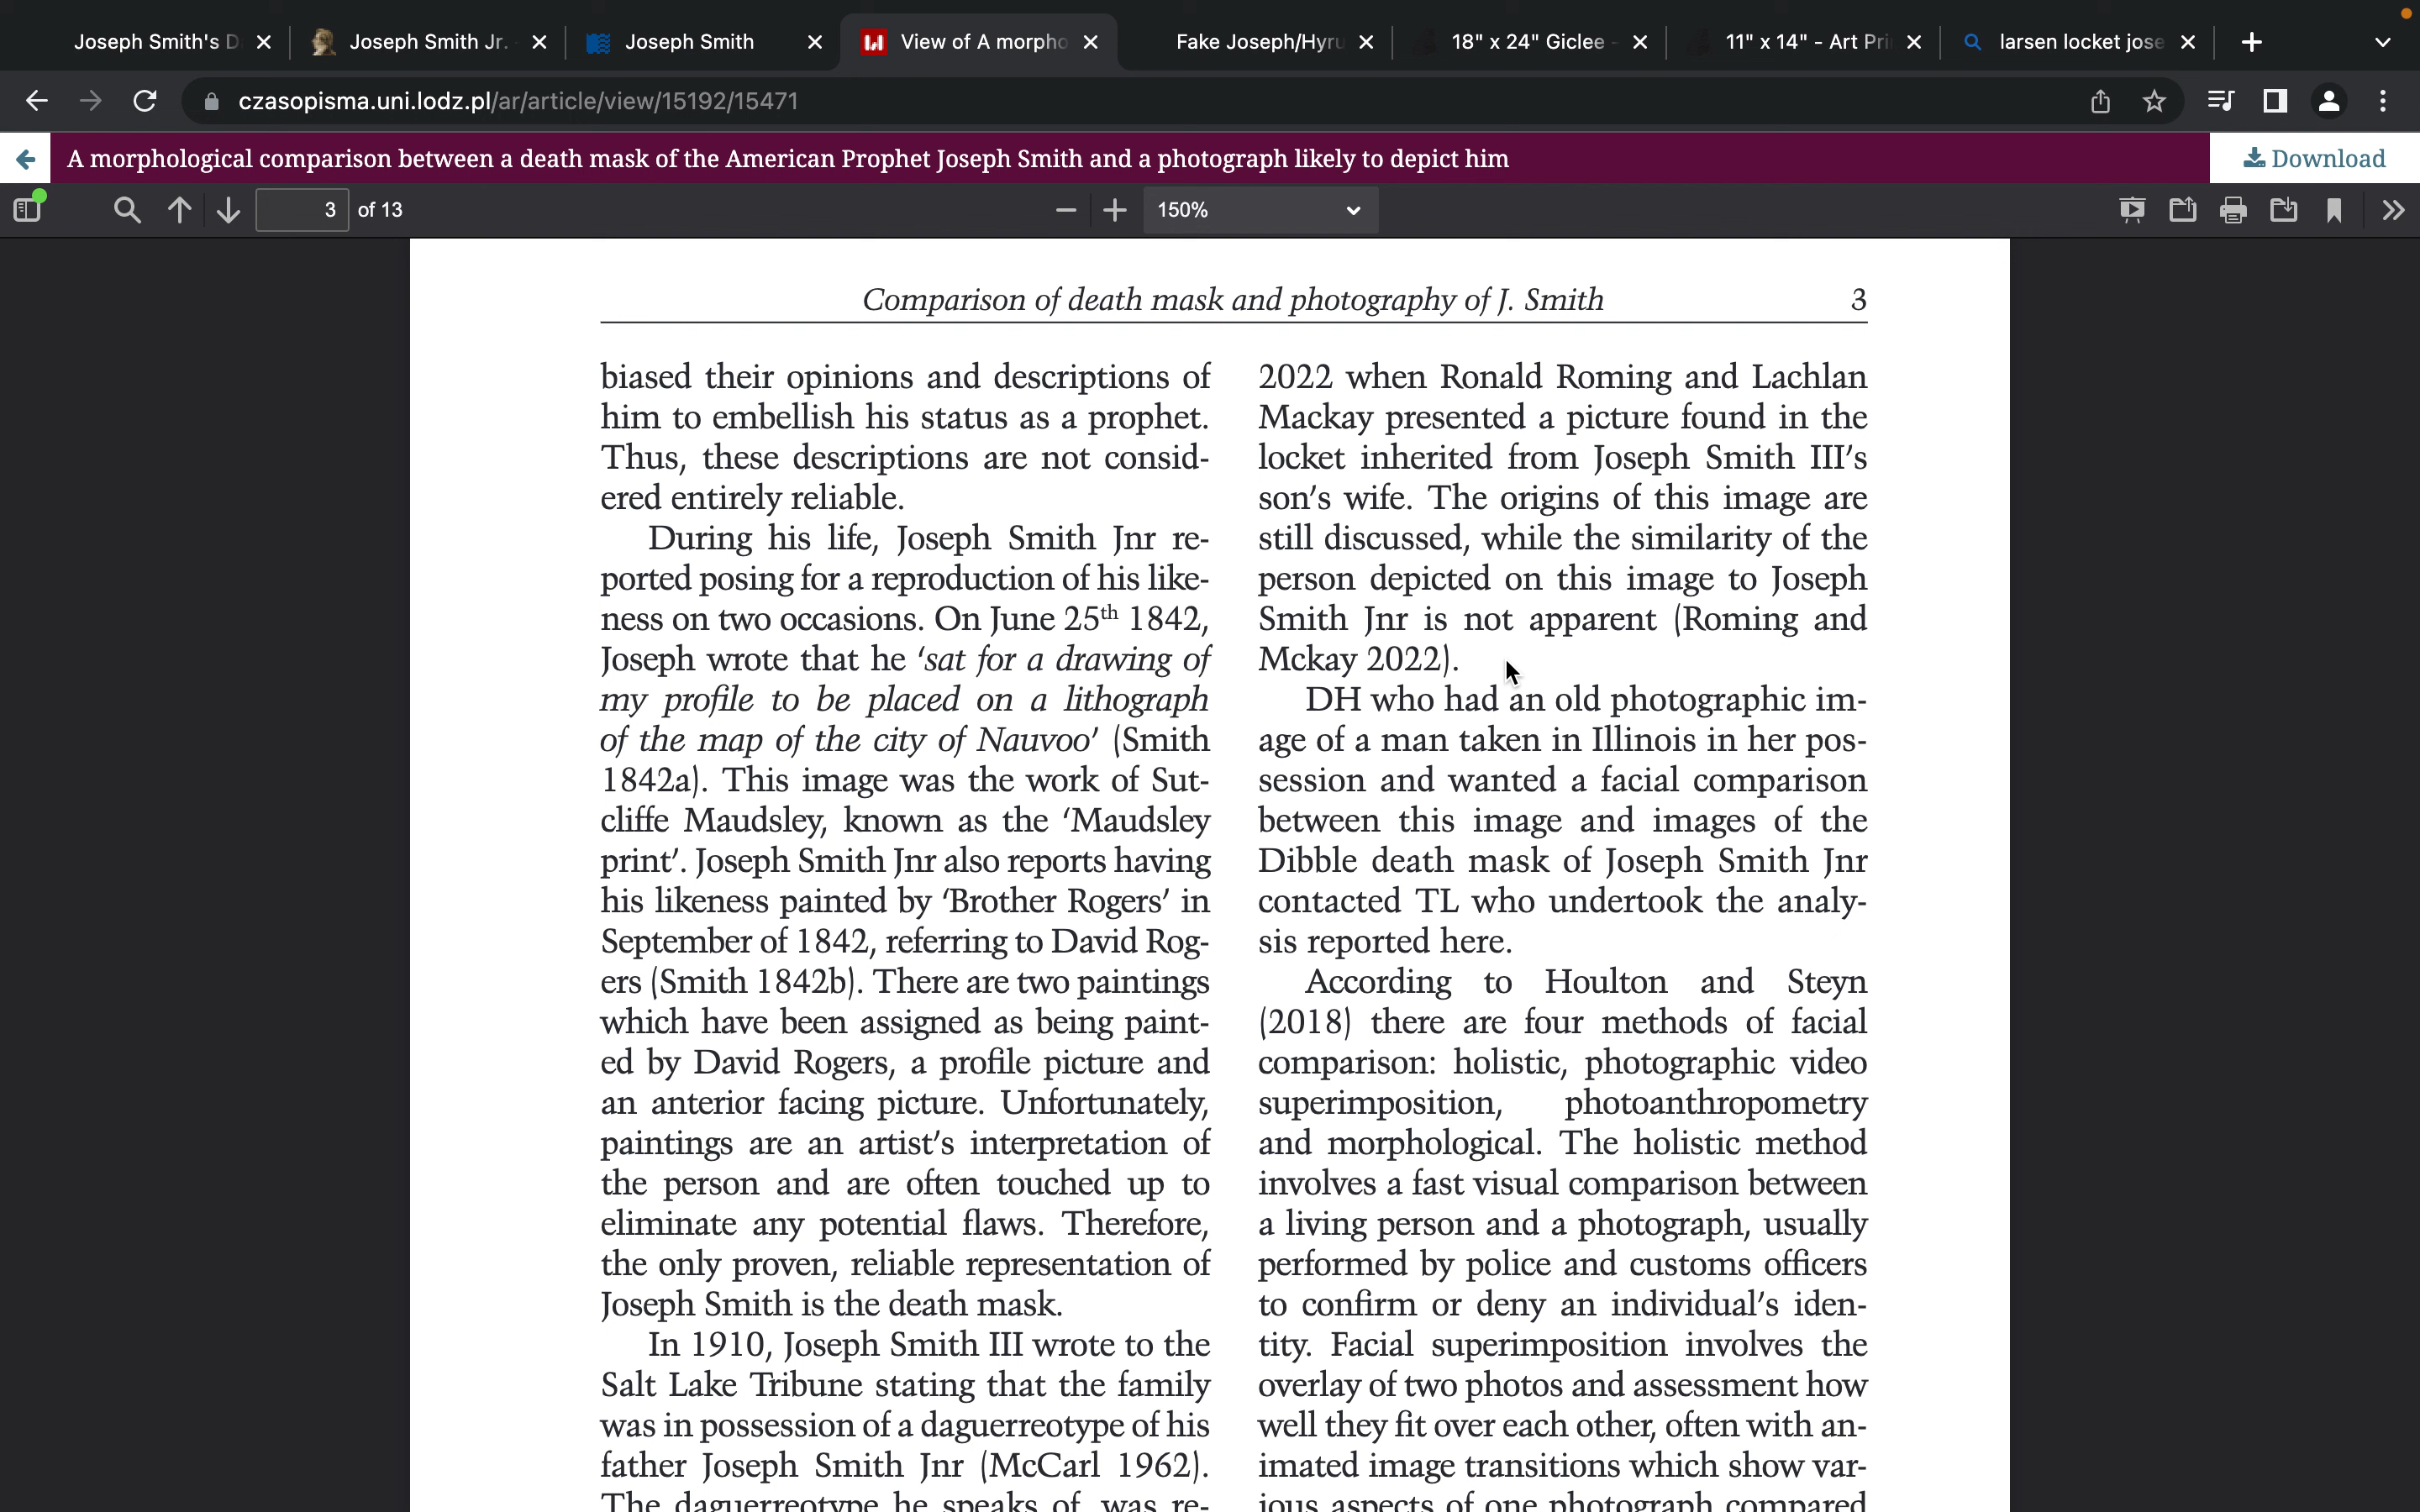 Joseph Smith's D
Joseph Smith Jr.
Joseph Smith
View of A morpho
Fake Joseph/Hyru
18" x 24" Giclee -
11" x 14" - Art Pri
larsen locket jose
czasopisma.uni.lodz.pl/ar/article/view/15192/15471
A morphological comparison between a death mask of the American Prophet Joseph Smith and a photograph likely to depict him
Download
3 of 13
150%
Comparison of death mask and photography of J. Smith 3
biased their opinions and descriptions of
him to embellish his status as a prophet.
Thus, these descriptions are not consid-
ered entirely reliable.
During his life, Joseph Smith Jnr re-
ported posing for a reproduction of his like-
ness on two occasions. On June 25th 1842,
Joseph wrote that he ‘sat for a drawing of
my profile to be placed on a lithograph
of the map of the city of Nauvoo’ (Smith
1842a). This image was the work of Sut-
cliffe Maudsley, known as the ‘Maudsley
print’. Joseph Smith Jnr also reports having
his likeness painted by ‘Brother Rogers’ in
September of 1842, referring to David Rog-
ers (Smith 1842b). There are two paintings
which have been assigned as being paint-
ed by David Rogers, a profile picture and
an anterior facing picture. Unfortunately,
paintings are an artist’s interpretation of
the person and are often touched up to
eliminate any potential flaws. Therefore,
the only proven, reliable representation of
Joseph Smith is the death mask.
In 1910, Joseph Smith III wrote to the
Salt Lake Tribune stating that the family
was in possession of a daguerreotype of his
father Joseph Smith Jnr (McCarl 1962).
The daguerreotype he speaks of, was re-
2022 when Ronald Roming and Lachlan
Mackay presented a picture found in the
locket inherited from Joseph Smith III’s
son’s wife. The origins of this image are
still discussed, while the similarity of the
person depicted on this image to Joseph
Smith Jnr is not apparent (Roming and
Mckay 2022).
DH who had an old photographic im-
age of a man taken in Illinois in her pos-
session and wanted a facial comparison
between this image and images of the
Dibble death mask of Joseph Smith Jnr
contacted TL who undertook the analy-
sis reported here.
According to Houlton and Steyn
(2018) there are four methods of facial
comparison: holistic, photographic video
superimposition, photoanthropometry
and morphological. The holistic method
involves a fast visual comparison between
a living person and a photograph, usually
performed by police and customs officers
to confirm or deny an individual’s iden-
tity. Facial superimposition involves the
overlay of two photos and assessment how
well they fit over each other, often with an-
imated image transitions which show var-
ious aspects of one photograph compared